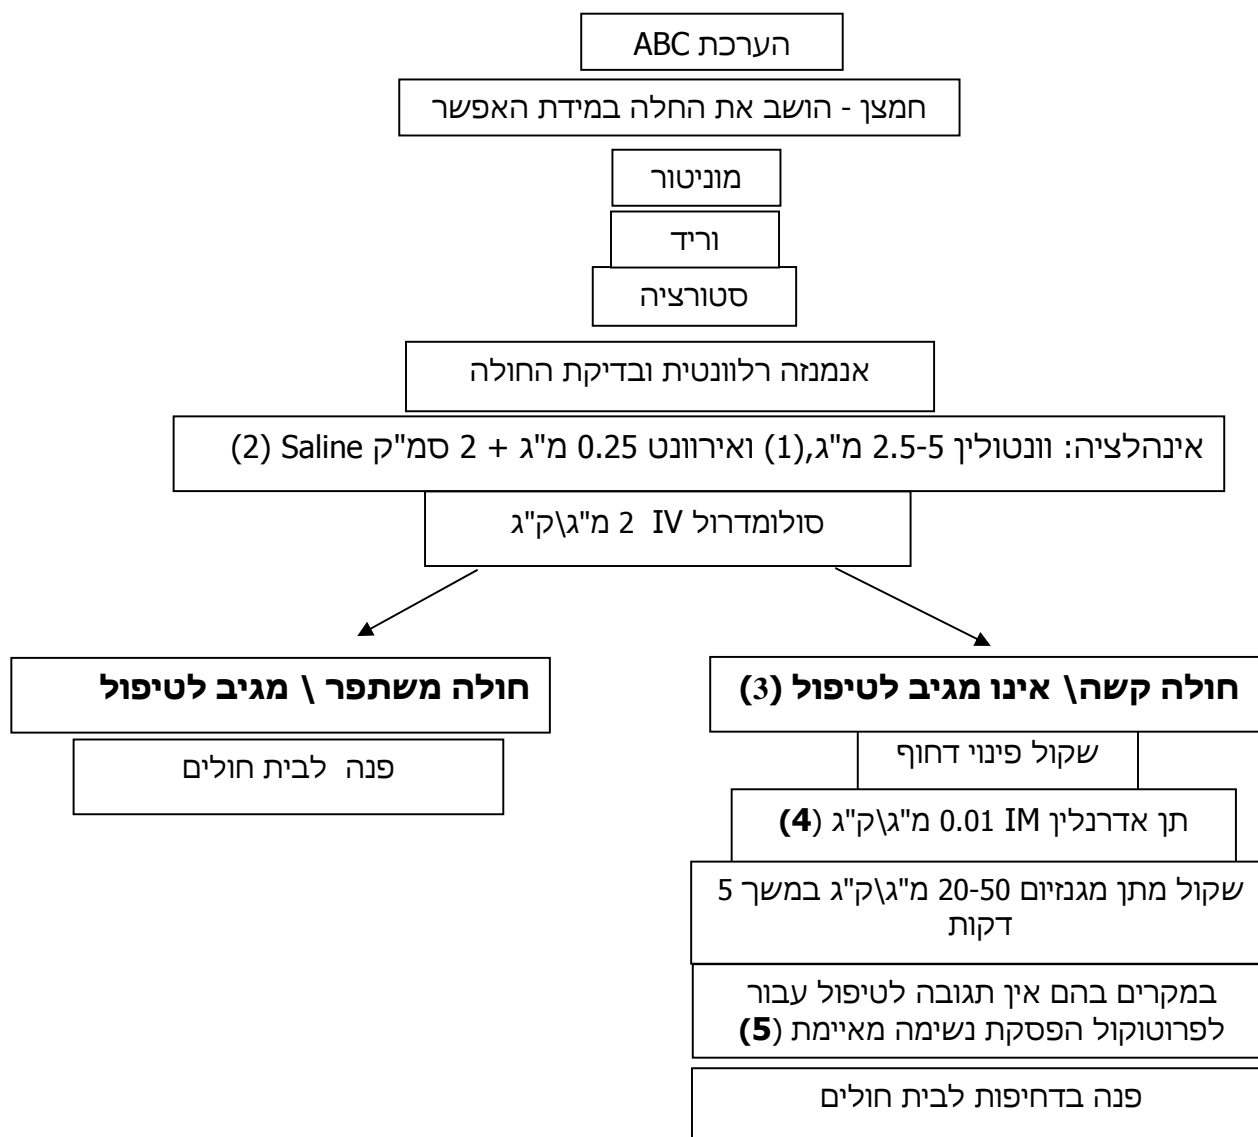 הערכת ABC
חמצן - הושב את החלה במידת האפשר
מוניטור
וריד
סטורציה
אנמנזה רלוונטית ובדיקת החולה
אינהלציה: וונטולין 2.5-5 מ"ג,(1) ואירוונט 0.25 מ"ג + 2 סמ"ק Saline (2)
סולומדרול IV 2 מ"ג\ק"ג
חולה קשה\ אינו מגיב לטיפול (3)
שקול פינוי דחוף
תן אדרנלין IM 0.01 מ"ג\ק"ג (4)
שקול מתן מגנזיום 20-50 מ"ג\ק"ג במשך 5
דקות
במקרים בהם אין תגובה לטיפול עבור
לפרוטוקול הפסקת נשימה מאיימת (5)
פנה בדחיפות לבית חולים
חולה משתפר \ מגיב לטיפול
פנה לבית חולים